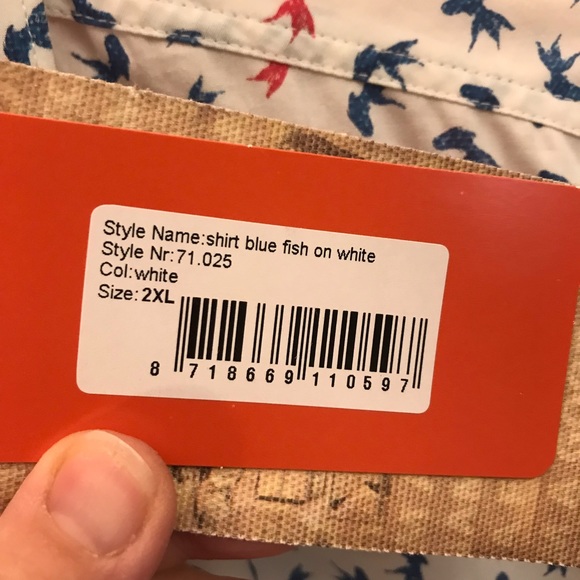 Style Name:shirt blue fish on white
Style Nr:71.025
Col:white
Size: 2XL
8 718669 110597